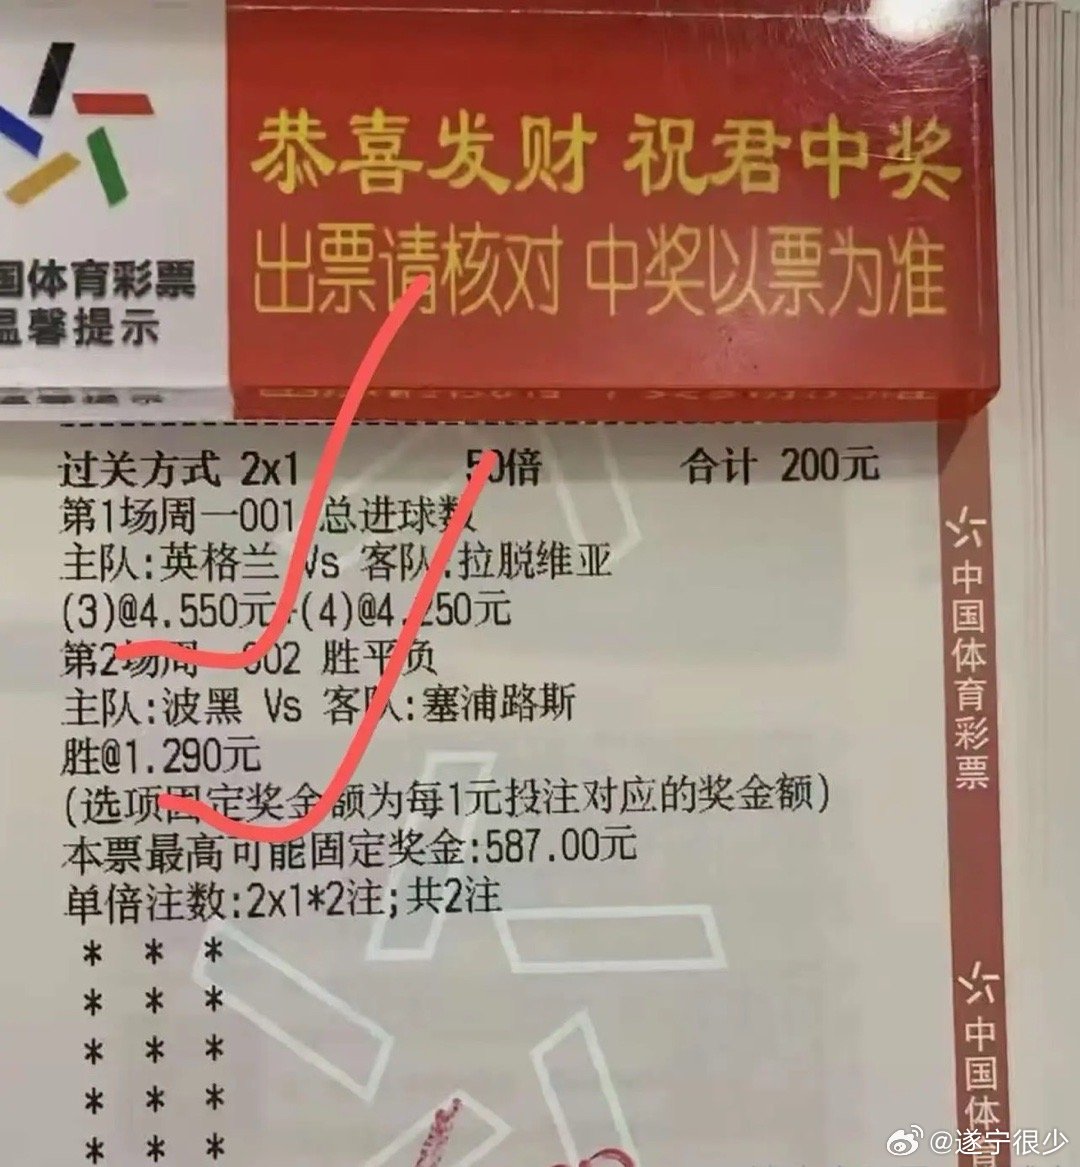 恭喜发财 祝君中奖
出票请核对 中奖以票为准
国体育彩票
温馨提示
过关方式 2x1 50倍 合计 200元
第1场周一001 总进球数
主队:英格兰 Vs 客队:拉脱维亚
(3)@4.550元+(4)@4.250元
第2场周一002 胜平负
主队:波黑 Vs 客队:塞浦路斯
胜@1.290元
(选项固定奖金额为每1元投注对应的奖金额)
本票最高可能固定奖金:587.00元
单倍注数:2x1*2注;共2注
* * *
* * *
* * *
* * *
* * *
中国体育彩票
中国体育
@遂宁很少